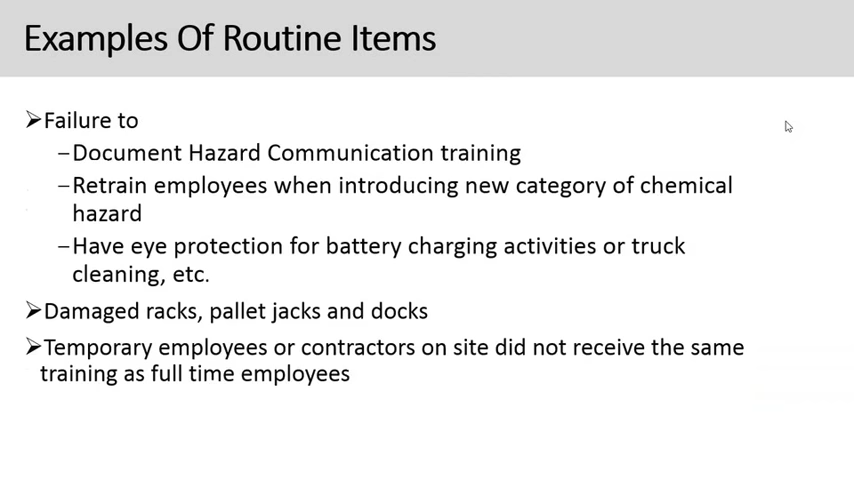 Examples Of Routine Items
➢Failure to
–Document Hazard Communication training
–Retrain employees when introducing new category of chemical
hazard
–Have eye protection for battery charging activities or truck
cleaning, etc.
➢Damaged racks, pallet jacks and docks
➢Temporary employees or contractors on site did not receive the same
training as full time employees